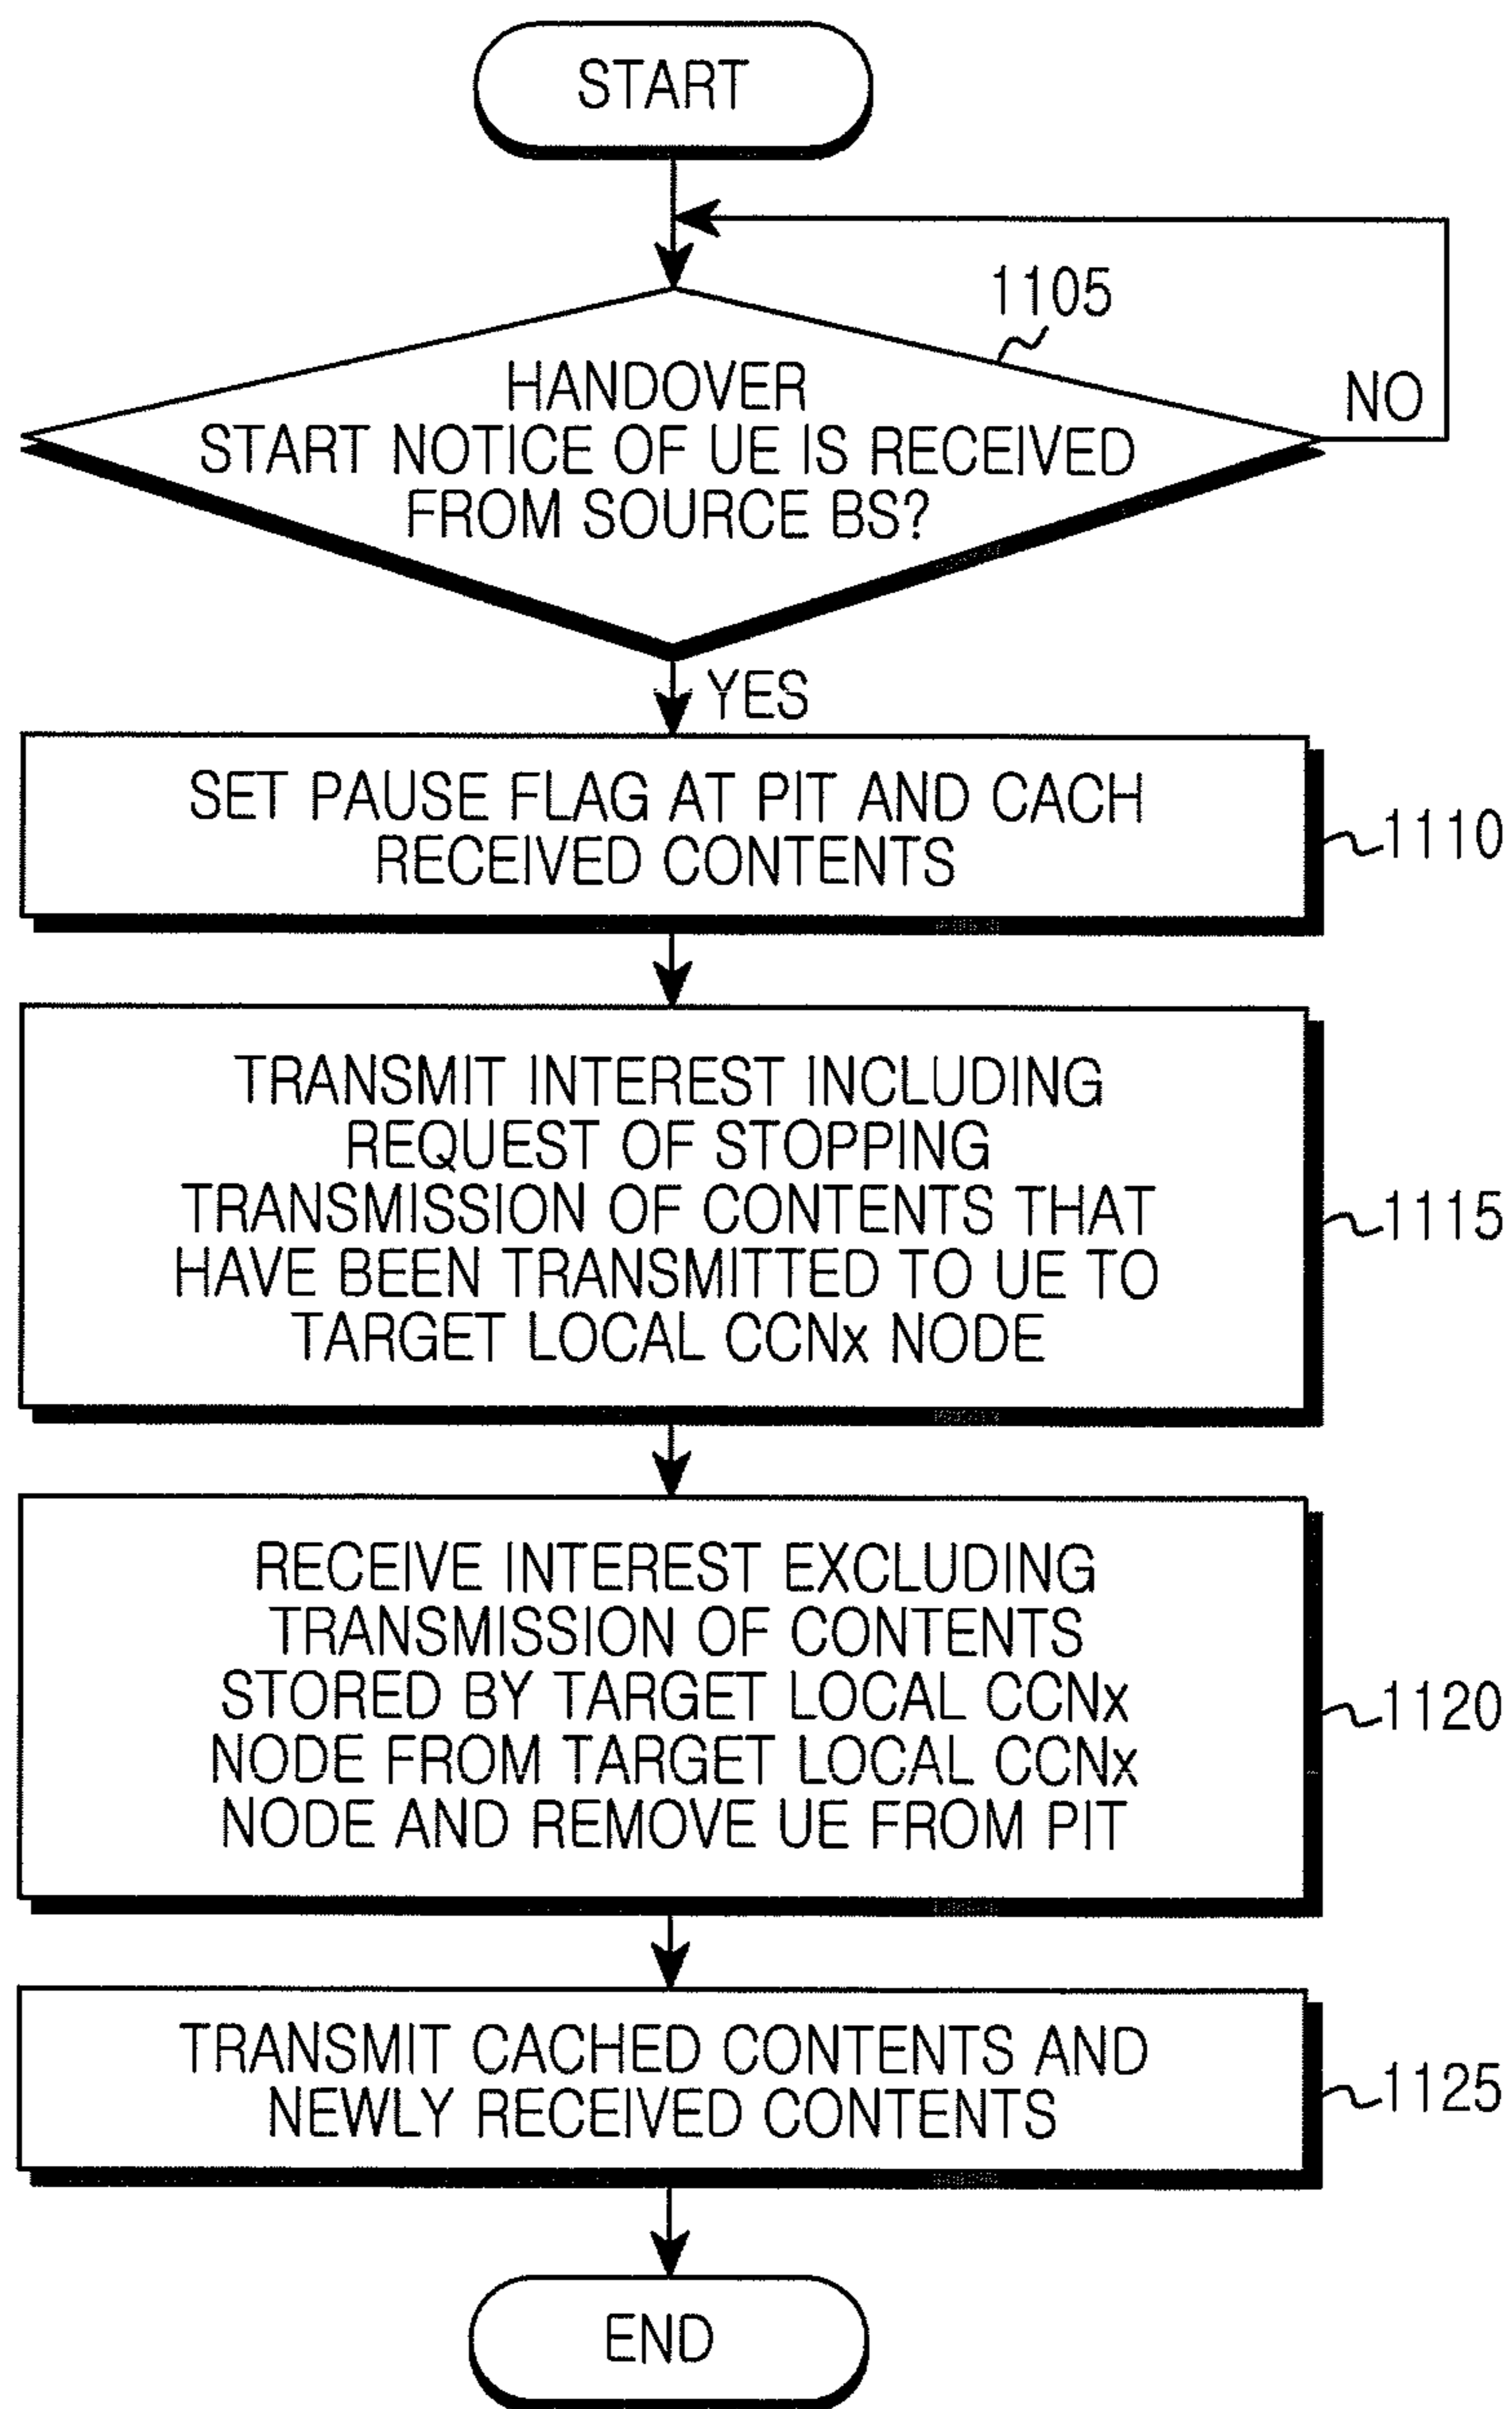 START
1105
HANDOVER
START NOTICE OF UE IS RECEIVED
FROM SOURCE BS?
NO
YES
SET PAUSE FLAG AT PIT AND CACH
RECEIVED CONTENTS
1110
TRANSMIT INTEREST INCLUDING
REQUEST OF STOPPING
TRANSMISSION OF CONTENTS THAT
HAVE BEEN TRANSMITTED TO UE TO
TARGET LOCAL CCNx NODE
1115
RECEIVE INTEREST EXCLUDING
TRANSMISSION OF CONTENTS
STORED BY TARGET LOCAL CCNx
NODE FROM TARGET LOCAL CCNx
NODE AND REMOVE UE FROM PIT
1120
TRANSMIT CACHED CONTENTS AND
NEWLY RECEIVED CONTENTS
1125
END